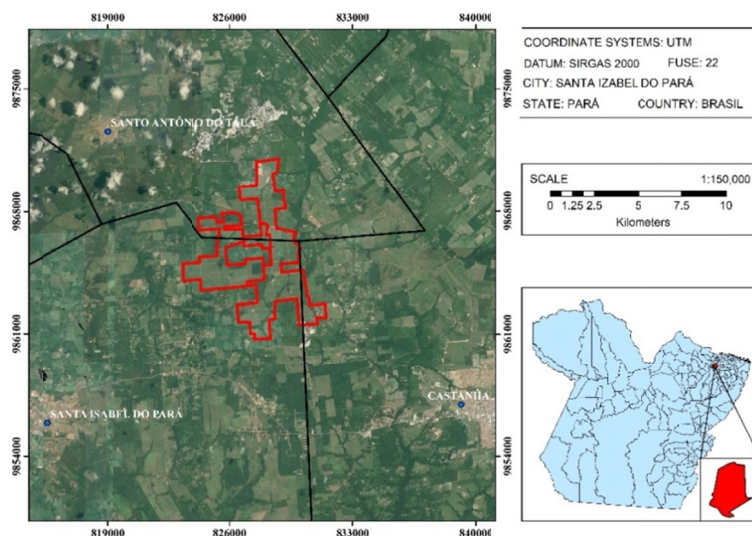 819000 826000 833000 840000
9875000
9868000
9861000
9854000
SANTO ANTÔNIO DO TAUÁ
SANTA ISABEL DO PARÁ
CASTANHA
9875000
9868000
9861000
9854000
819000 826000 833000 840000
COORDINATE SYSTEMS: UTM
DATUM: SIRGAS 2000 FUSE: 22
CITY: SANTA IZABEL DO PARÁ
STATE: PARÁ COUNTRY: BRASIL
SCALE 1:150,000
0 1.25 2.5 5 7.5 10
Kilometers